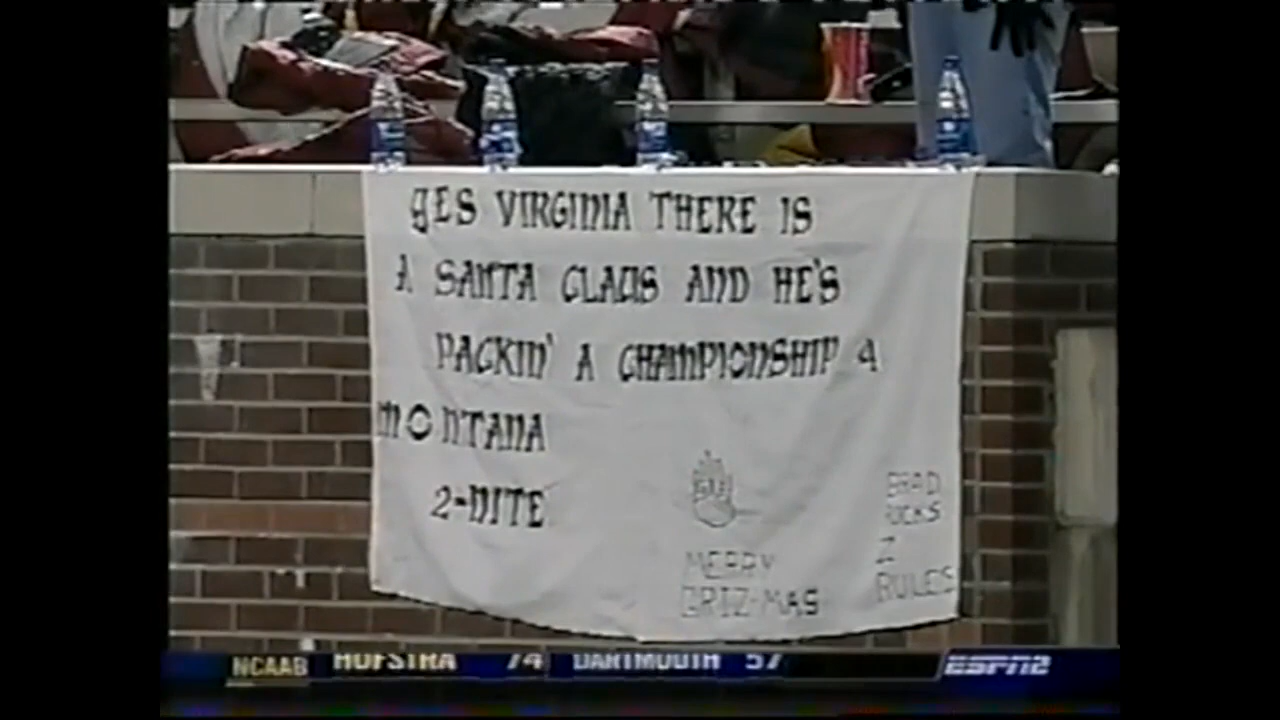 YES VIRGINIA THERE IS
A SANTA CLAUS AND HE'S
PACKIN' A CHAMPIONSHIP 4
MONTANA
2-NITE
MERRY
GRIZ-MAS
BRAD
ROCKS
Z
RULES
NCAAB HOFSTRA 74 DARTMOUTH 57 ESPN2